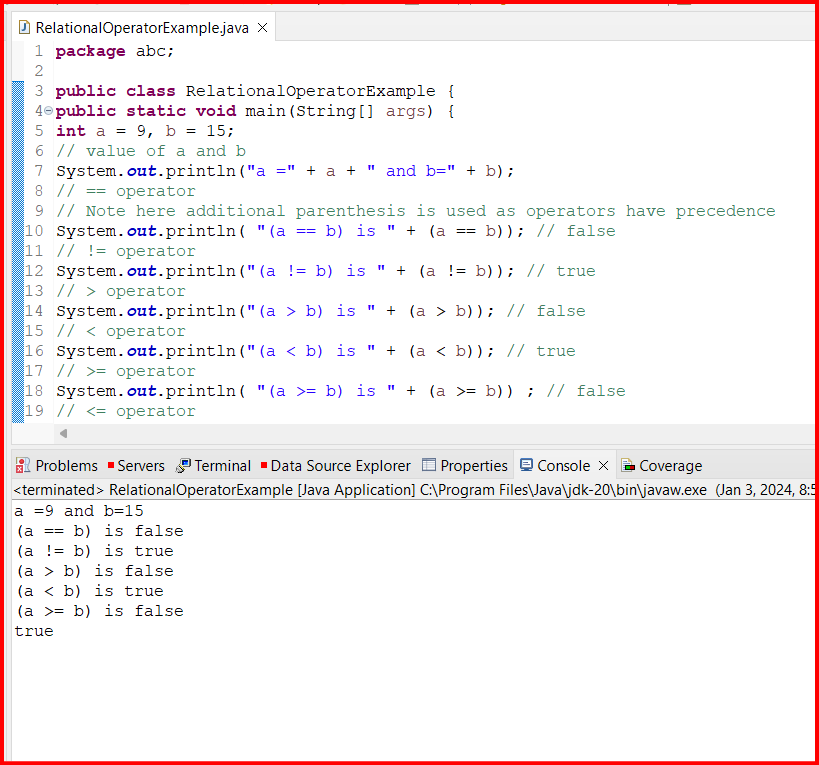 RelationalOperatorExample.java
1 package abc;
2
3 public class RelationalOperatorExample {
4 public static void main(String[] args) {
5 int a = 9, b = 15;
6 // value of a and b
7 System.out.println("a =" + a + " and b=" + b);
8 // == operator
9 // Note here additional parenthesis is used as operators have precedence
10 System.out.println( "(a == b) is " + (a == b)); // false
11 // != operator
12 System.out.println("(a != b) is " + (a != b)); // true
13 // > operator
14 System.out.println("(a > b) is " + (a > b)); // false
15 // < operator
16 System.out.println("(a < b) is " + (a < b)); // true
17 // >= operator
18 System.out.println( "(a >= b) is " + (a >= b)) ; // false
19 // <= operator
Problems Servers Terminal Data Source Explorer Properties Console Coverage
<terminated> RelationalOperatorExample [Java Application] C:\Program Files\Java\jdk-20\bin\javaw.exe (Jan 3, 2024, 8:5
a =9 and b=15
(a == b) is false
(a != b) is true
(a > b) is false
(a < b) is true
(a >= b) is false
true